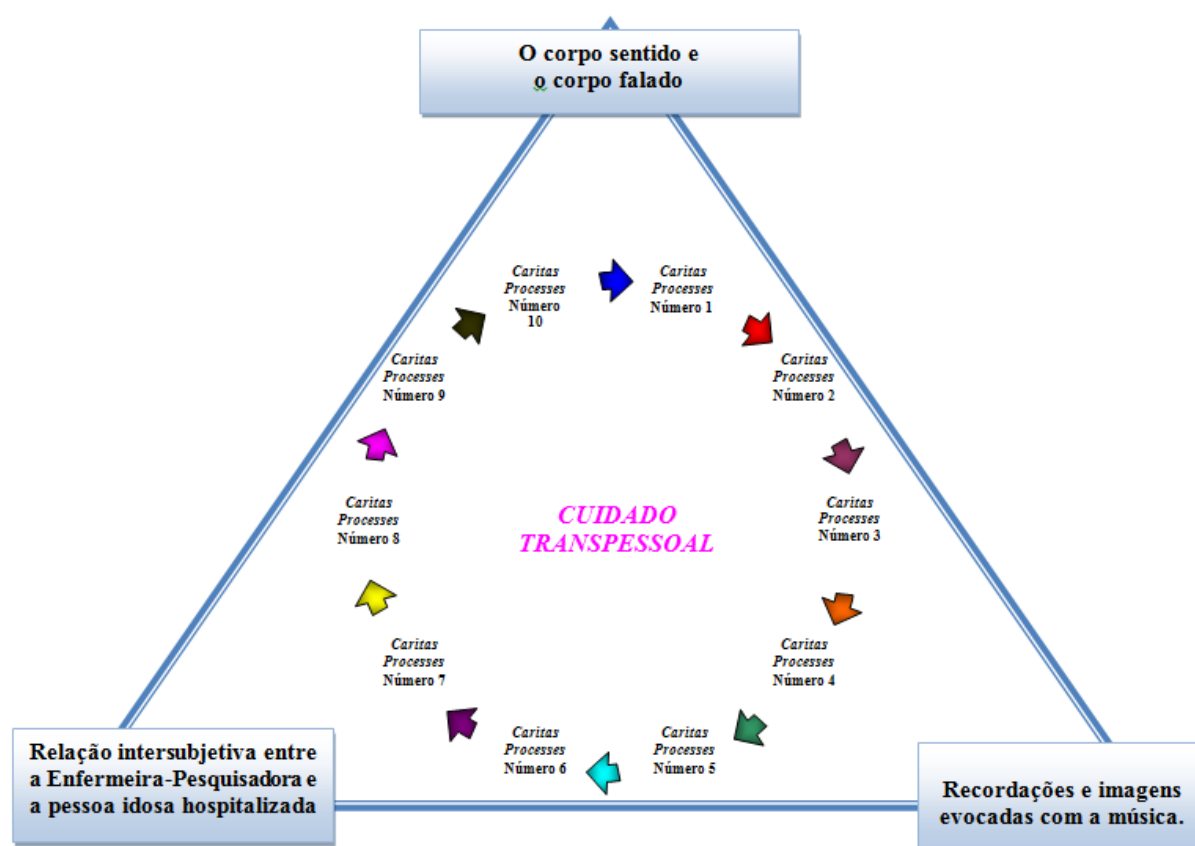 O corpo sentido e
o corpo falado
Caritas
Processes
Número
10
Caritas
Processes
Número 1
Caritas
Processes
Número 9
Caritas
Processes
Número 2
Caritas
Processes
Número 8
CUIDADO
TRANSPESSOAL
Caritas
Processes
Número 3
Caritas
Processes
Número 7
Caritas
Processes
Número 4
Caritas
Processes
Número 6
Caritas
Processes
Número 5
Relação intersubjetiva entre
a Enfermeira-Pesquisadora e
a pessoa idosa hospitalizada
Recordações e imagens
evocadas com a música.